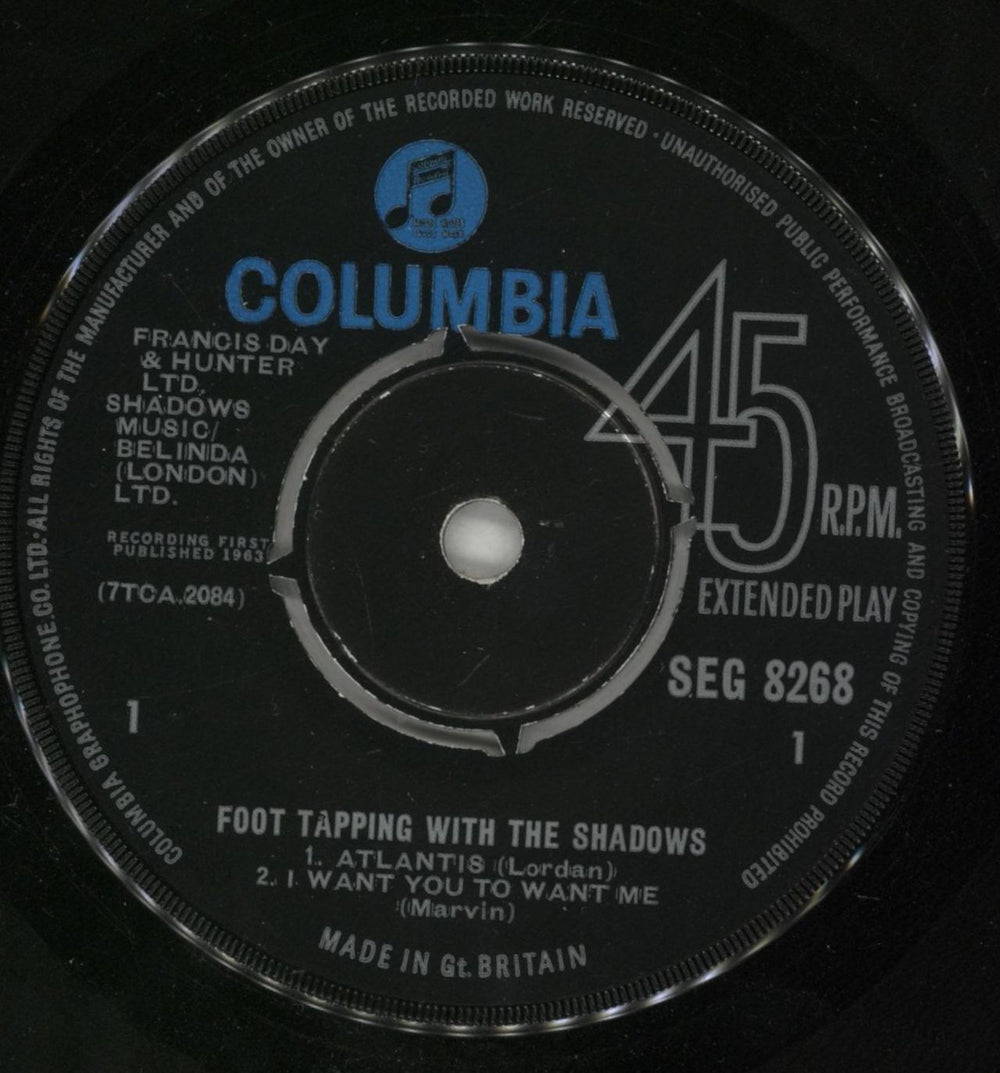 COLUMBIA GRAPHOPHONE.CO.LTD·ALL RIGHTS OF THE MANUFACTURER AND OF THE OWNER OF THE RECORDED WORK RESERVED · UNAUTHORISED PUBLIC PERFORMANCE BROADCASTING AND COPYING OF THIS RECORD PROHIBITED
COLUMBIA
FRANCIS DAY
& HUNTER
LTD.
SHADOWS
MUSIC/
BELINDA
(LONDON)
LTD.
RECORDING FIRST
PUBLISHED 1963
(7TCA.2084)
1
45
R.P.M.
EXTENDED PLAY
SEG 8268
1
FOOT TAPPING WITH THE SHADOWS
1. ATLANTIS (Lordan)
2. I WANT YOU TO WANT ME
(Marvin)
MADE IN Gt. BRITAIN